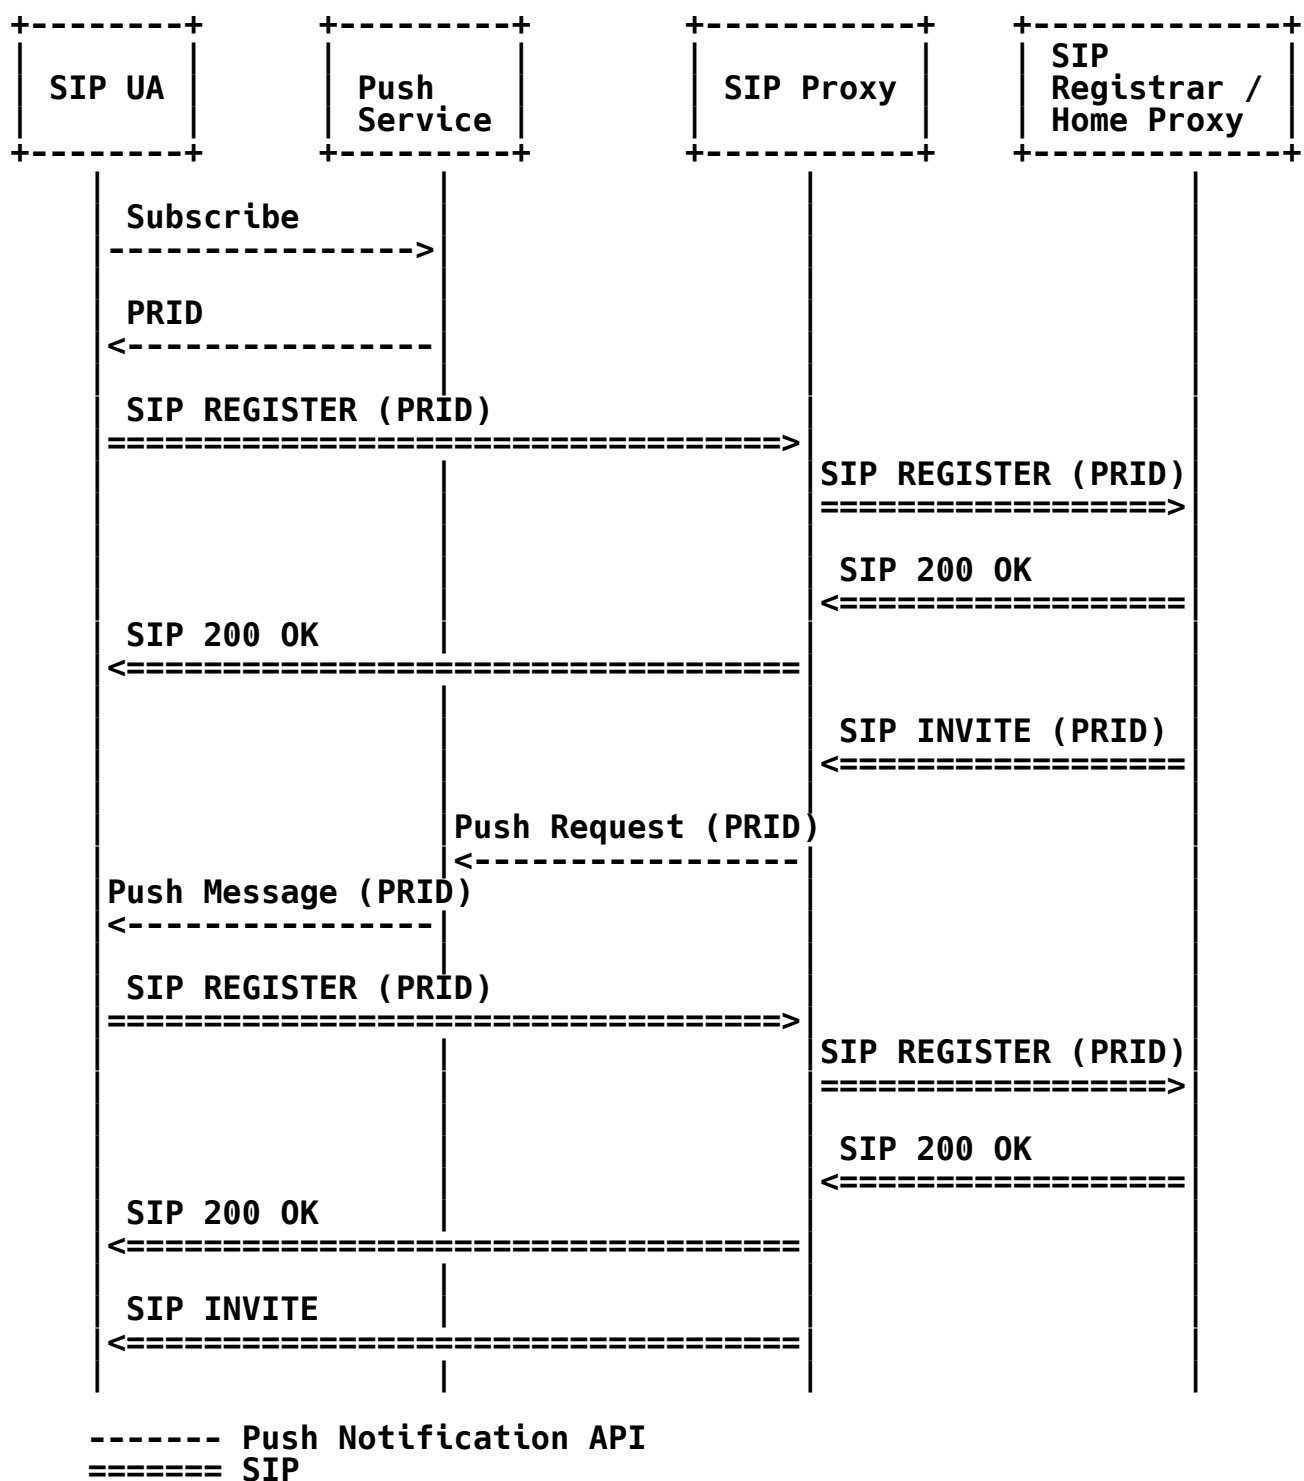 SIP UA Push Service SIP Proxy SIP Registrar / Home Proxy
Subscribe
---------------->
PRID
<----------------
SIP REGISTER (PRID)
===================================>
SIP REGISTER (PRID)
==================>
SIP 200 OK
<==================
SIP 200 OK
<===================================
SIP INVITE (PRID)
<==================
Push Request (PRID)
<-----------------
Push Message (PRID)
<----------------
SIP REGISTER (PRID)
===================================>
SIP REGISTER (PRID)
==================>
SIP 200 OK
<==================
SIP 200 OK
<===================================
SIP INVITE
<===================================
------- Push Notification API
======= SIP